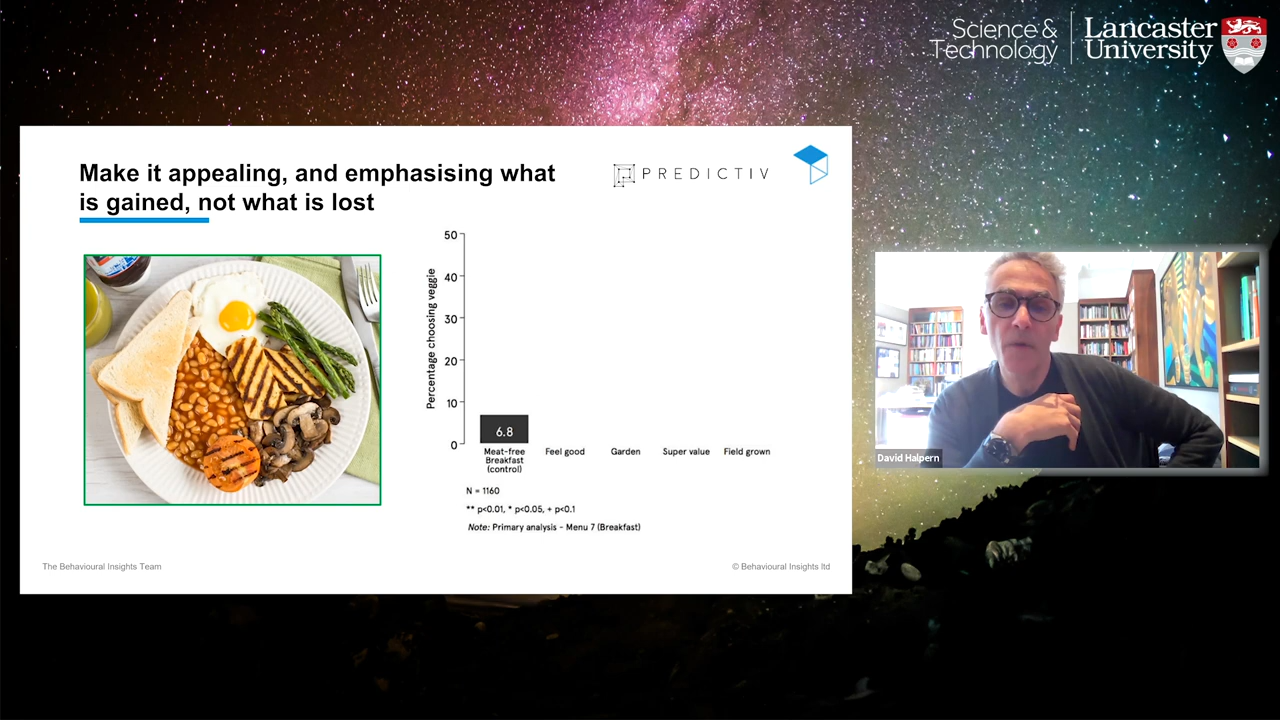 Science &
Technology
Lancaster
University
Make it appealing, and emphasising what
is gained, not what is lost
PREDICTIV
Percentage choosing veggie
50
40
30
20
10
0
6.8
Meat-free
Breakfast
(control)
Feel good
Garden
Super value
Field grown
N = 1160
** p<0.01, * p<0.05, + p<0.1
Note: Primary analysis - Menu 7 (Breakfast)
The Behavioural Insights Team
© Behavioural Insights ltd
David Halpern